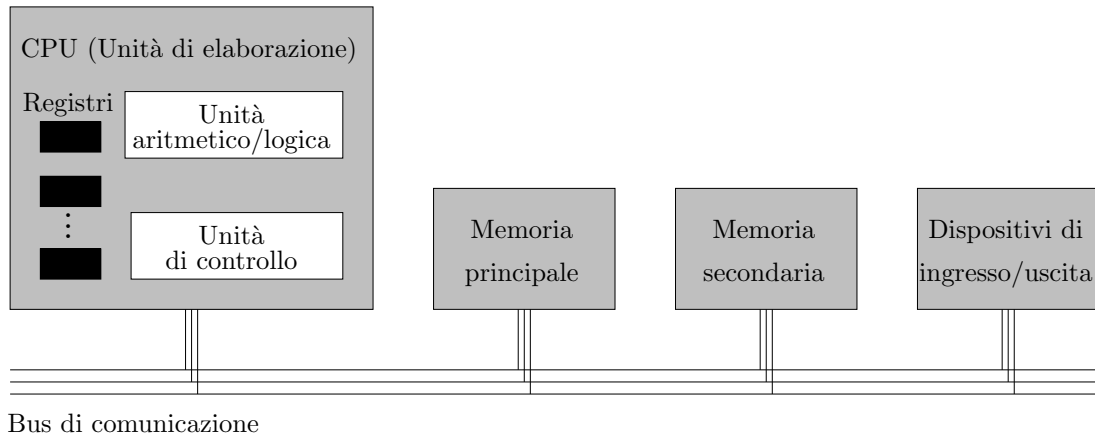 CPU (Unità di elaborazione)
Registri
Unità
aritmetico/logica
Unità
di controllo
Memoria
principale
Memoria
secondaria
Dispositivi di
ingresso/uscita
Bus di comunicazione